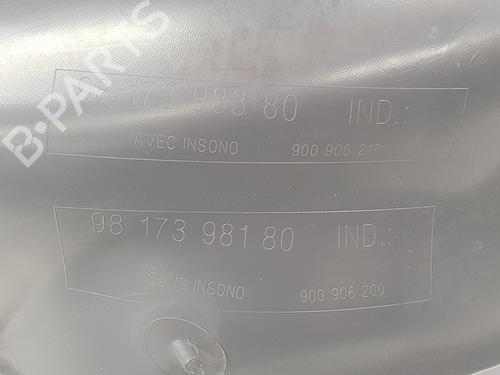 B-PARTS
98 173 983 80 IND.:
AVEC INSONO 900 906 210
98 173 981 80 IND.:
SANS INSONO 900 906 200